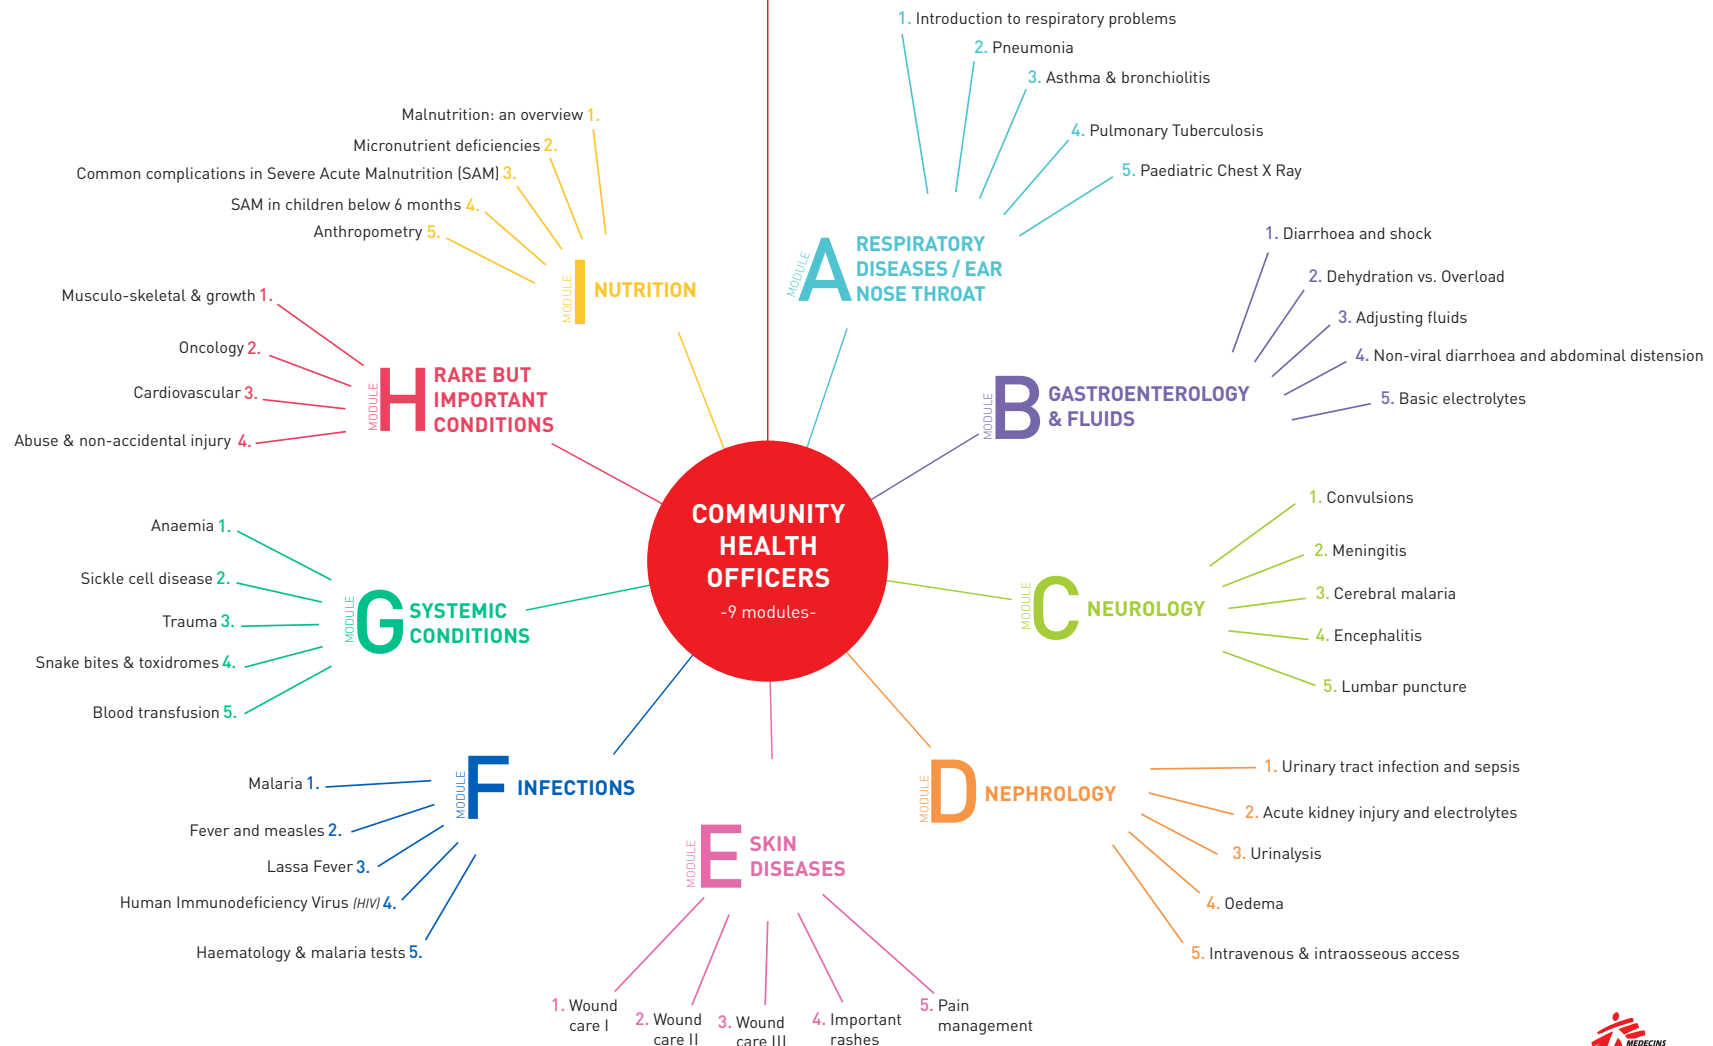 COMMUNITY
HEALTH
OFFICERS
-9 modules-
MODULE
A
RESPIRATORY
DISEASES / EAR
NOSE THROAT
1. Introduction to respiratory problems
2. Pneumonia
3. Asthma & bronchiolitis
4. Pulmonary Tuberculosis
5. Paediatric Chest X Ray
MODULE
B
GASTROENTEROLOGY
& FLUIDS
1. Diarrhoea and shock
2. Dehydration vs. Overload
3. Adjusting fluids
4. Non-viral diarrhoea and abdominal distension
5. Basic electrolytes
MODULE
C
NEUROLOGY
1. Convulsions
2. Meningitis
3. Cerebral malaria
4. Encephalitis
5. Lumbar puncture
MODULE
D
NEPHROLOGY
1. Urinary tract infection and sepsis
2. Acute kidney injury and electrolytes
3. Urinalysis
4. Oedema
5. Intravenous & intraosseous access
MODULE
E
SKIN
DISEASES
1. Wound
care I
2. Wound
care II
3. Wound
care III
4. Important
rashes
5. Pain
management
MODULE
F
INFECTIONS
Malaria 1.
Fever and measles 2.
Lassa Fever 3.
Human Immunodeficiency Virus (HIV) 4.
Haematology & malaria tests 5.
MODULE
G
SYSTEMIC
CONDITIONS
Anaemia 1.
Sickle cell disease 2.
Trauma 3.
Snake bites & toxidromes 4.
Blood transfusion 5.
MODULE
H
RARE BUT
IMPORTANT
CONDITIONS
Musculo-skeletal & growth 1.
Oncology 2.
Cardiovascular 3.
Abuse & non-accidental injury 4.
MODULE
I
NUTRITION
Malnutrition: an overview 1.
Micronutrient deficiencies 2.
Common complications in Severe Acute Malnutrition (SAM) 3.
SAM in children below 6 months 4.
Anthropometry 5.
MEDECINS